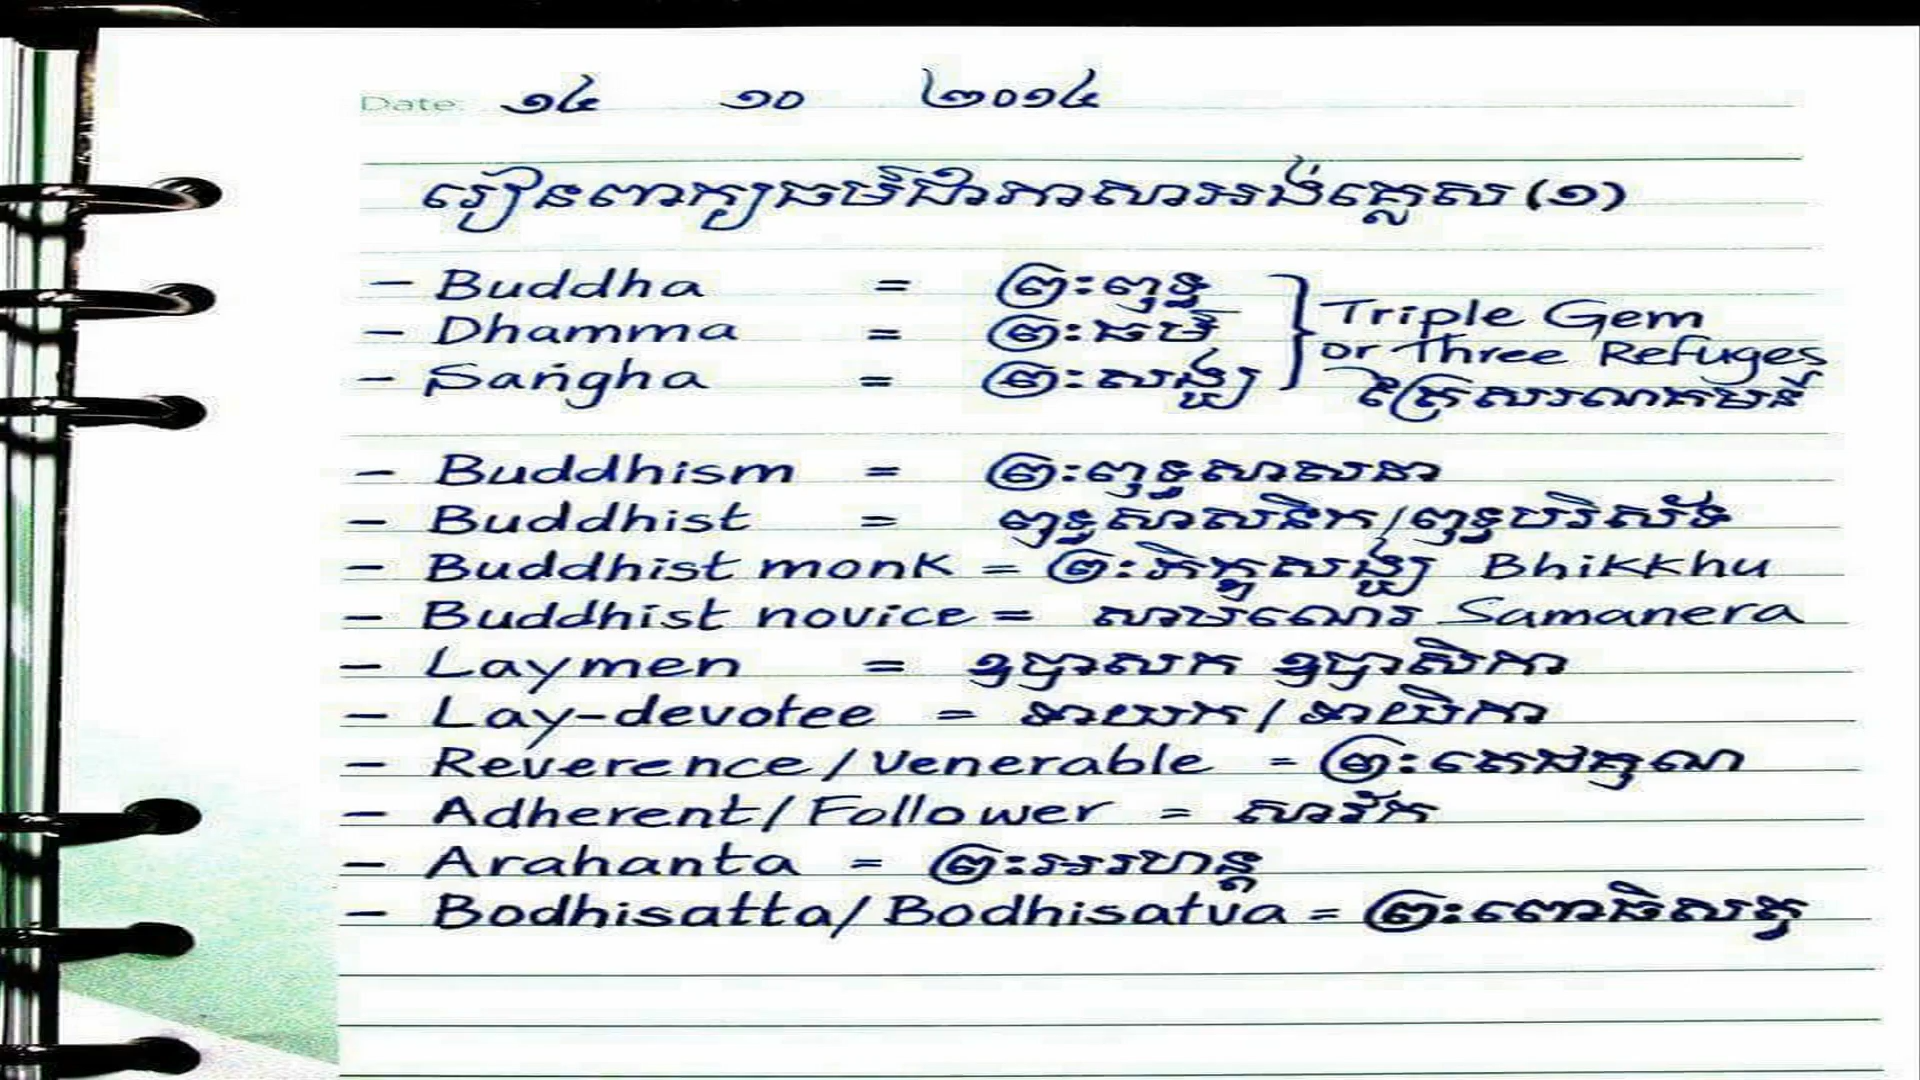 Date: ១៤ ១០ ២០១៤
រៀនពាក្យធម៌ជាភាសាអង់គ្លេស (១)
- Buddha = ព្រះពុទ្ធ
- Dhamma = ព្រះធម៌
- Saṅgha = ព្រះសង្ឃ
Triple Gem
or Three Refuges
ត្រៃសរណគមន៍
- Buddhism = ព្រះពុទ្ធសាសនា
- Buddhist = ពុទ្ធសាសនិក/ពុទ្ធបរិស័ទ
- Buddhist monk = ព្រះភិក្ខុសង្ឃ Bhikkhu
- Buddhist novice = សាមណេរ Samanera
- Laymen = ឧបាសក ឧបាសិកា
- Lay-devotee = ទាយក/ទាយិកា
- Reverence/Venerable = ព្រះតេជគុណ
- Adherent/Follower = សាវ័ក
- Arahanta = ព្រះអរហន្ត
- Bodhisatta/Bodhisatva = ព្រះពោធិសត្វ